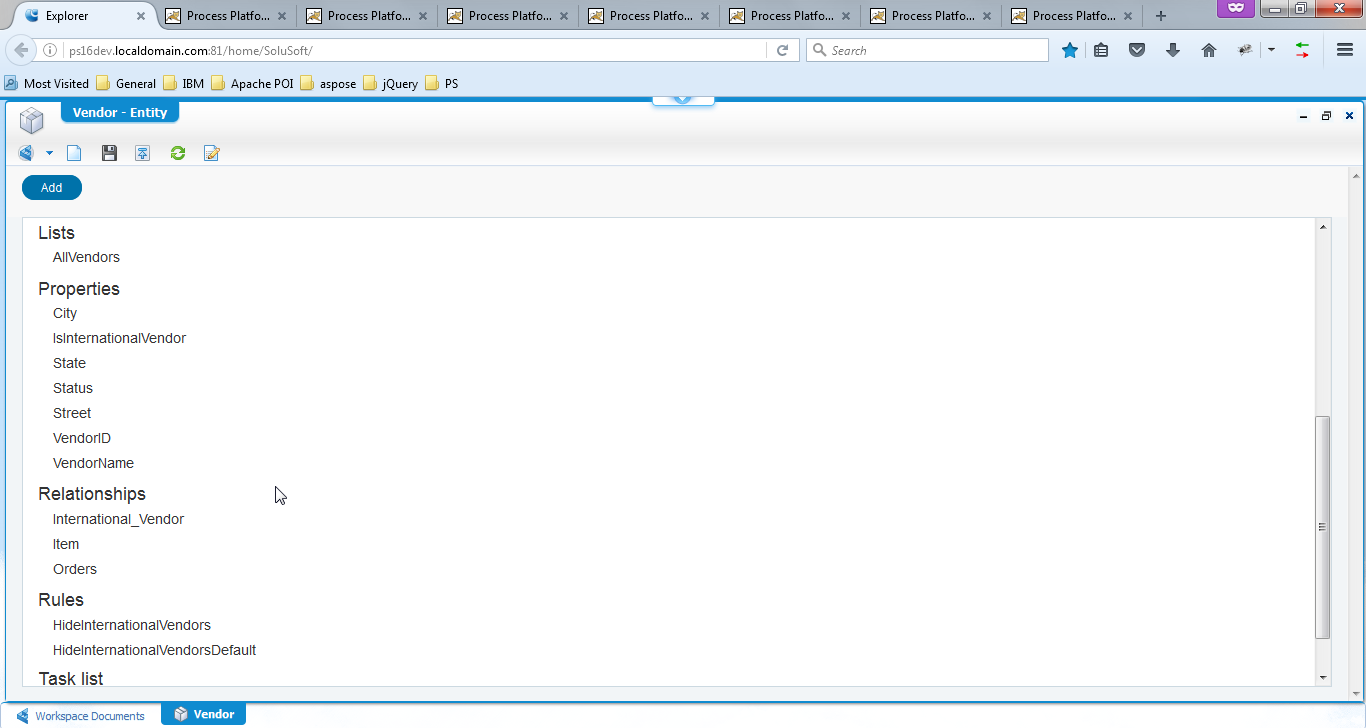 Explorer
Process Platfo...
Process Platfo...
Process Platfo...
Process Platfo...
Process Platfo...
Process Platfo...
Process Platfo...
ps16dev.localdomain.com:81/home/SoluSoft/
Search
Most Visited
General
IBM
Apache POI
aspose
jQuery
PS
Vendor - Entity
Add
Lists
AllVendors
Properties
City
IsInternationalVendor
State
Status
Street
VendorID
VendorName
Relationships
International_Vendor
Item
Orders
Rules
HideInternationalVendors
HideInternationalVendorsDefault
Task list
Workspace Documents
Vendor